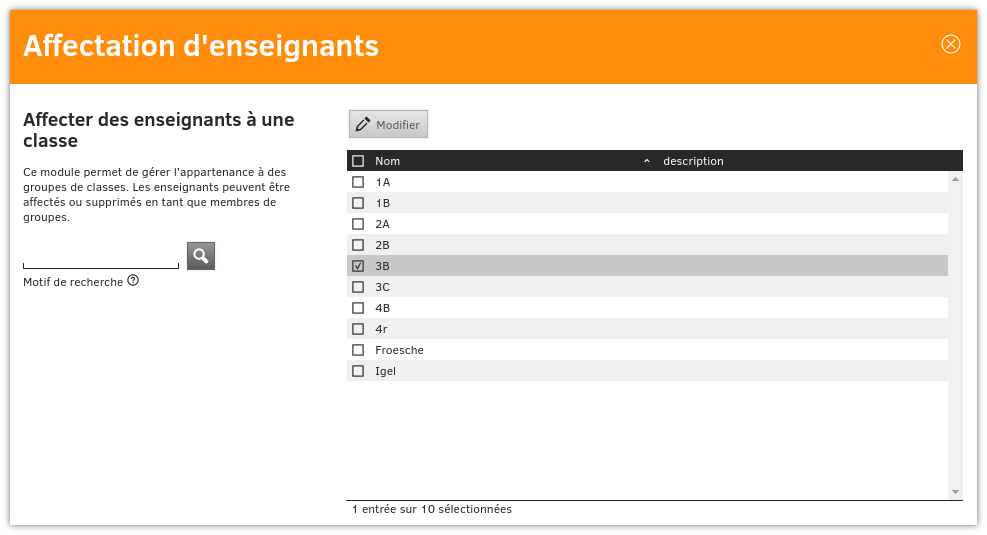 Affectation d'enseignants
Affecter des enseignants à une
classe
Ce module permet de gérer l'appartenance à des
groupes de classes. Les enseignants peuvent être
affectés ou supprimés en tant que membres de
groupes.
Motif de recherche
Modifier
Nom description
1A
1B
2A
2B
3B
3C
4B
4r
Froesche
Igel
1 entrée sur 10 sélectionnées